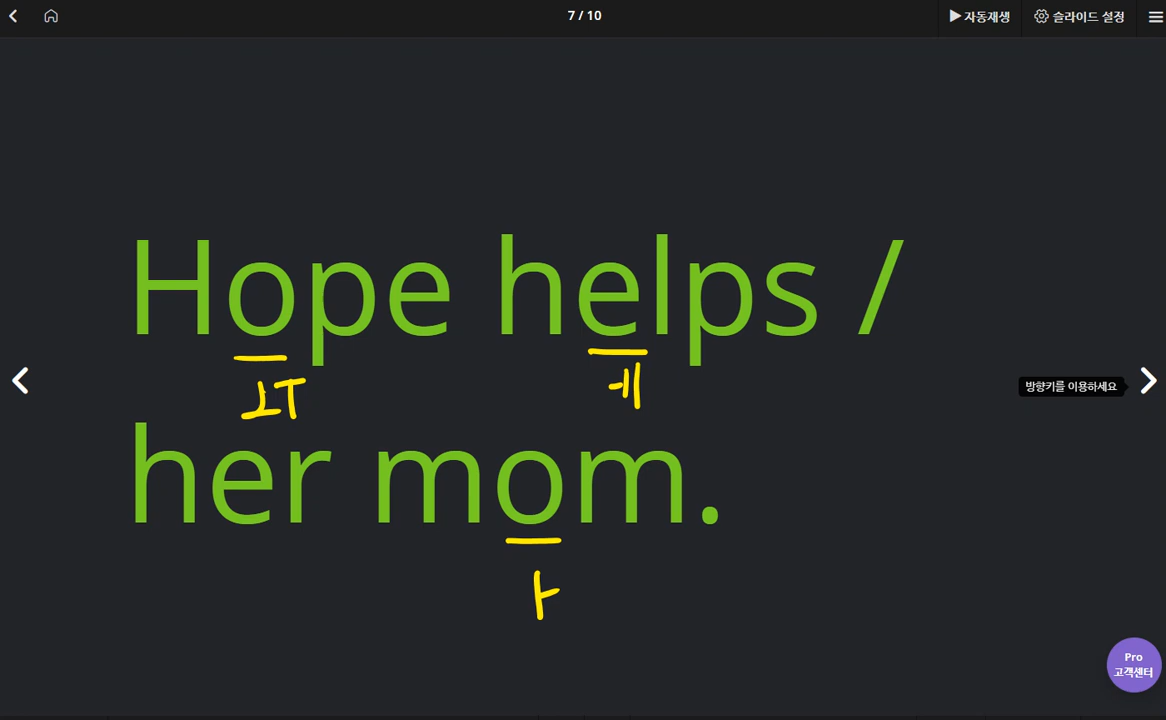 7 / 10
자동재생
슬라이드 설정
Hope helps /
ㅗㅜ ㅔ
방향키를 이용하세요
her mom.
ㅏ
Pro
고객센터